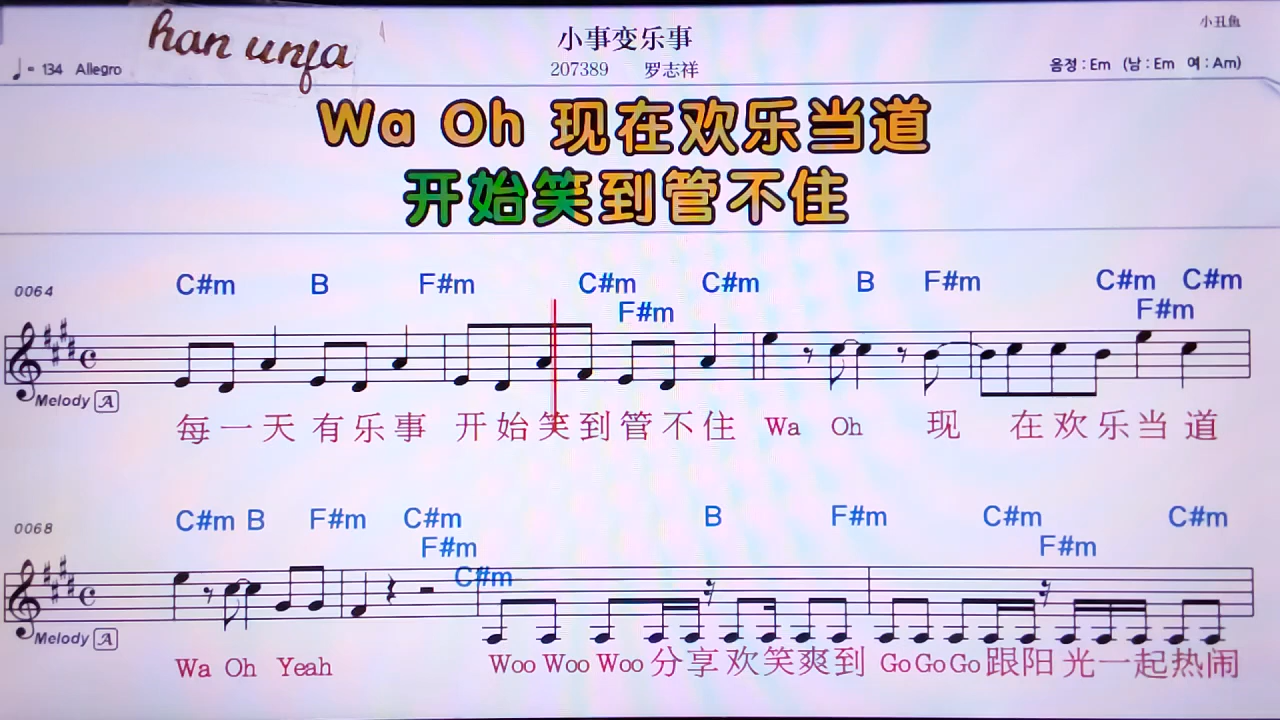 han unfa
小事变乐事
小丑鱼
♩= 134 Allegro
207389 罗志祥
음정 : Em (남 : Em 여 : Am)
Wa Oh 现在欢乐当道
开始笑到管不住
0064
C#m B F#m C#m C#m B F#m C#m C#m
F#m F#m
Melody A
每一天有乐事 开始笑到管不住 Wa Oh 现 在欢乐当道
0068
C#m B F#m C#m B F#m C#m C#m
F#m F#m
C#m
Melody A
Wa Oh Yeah Woo Woo Woo 分享欢笑爽到 Go Go Go 跟阳光一起热闹